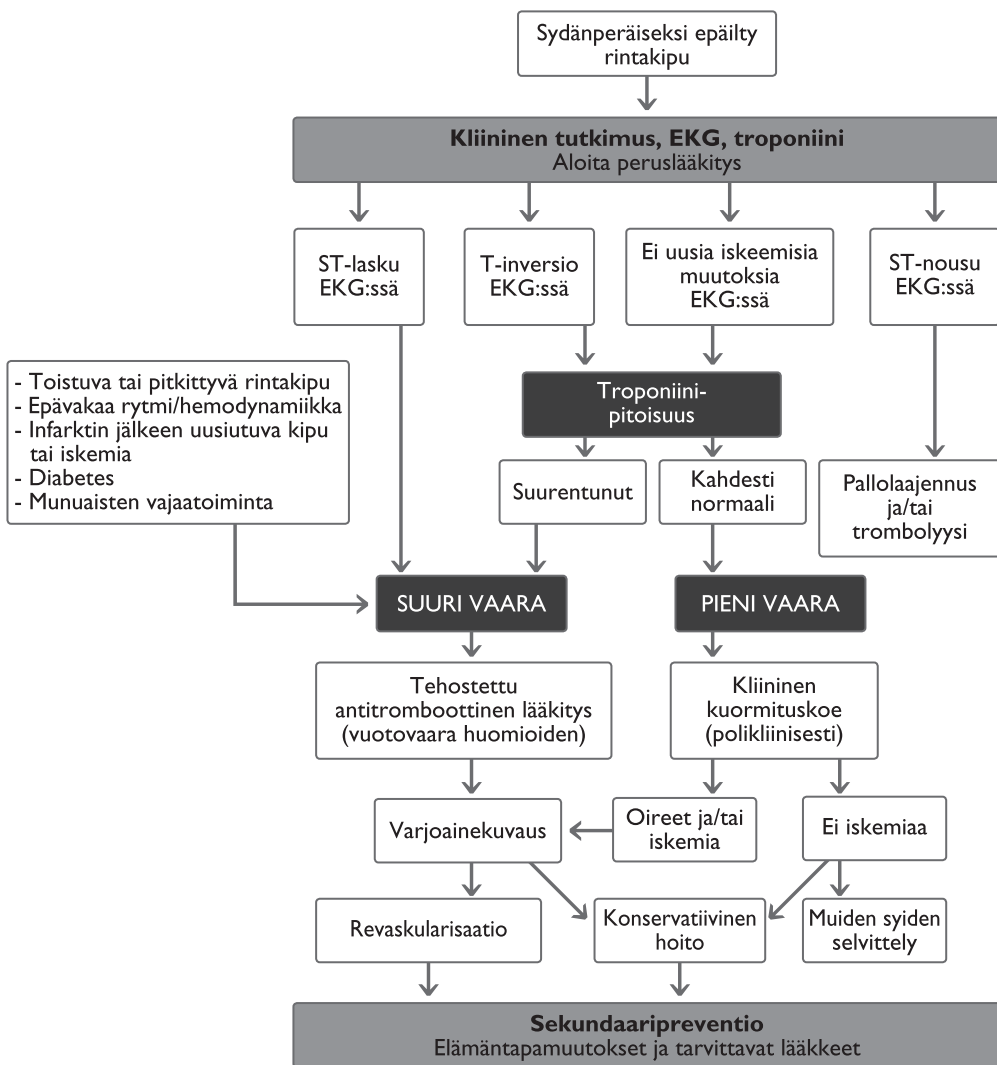 Sydänperäiseksi epäilty
rintakipu
Kliininen tutkimus, EKG, troponiini
Aloita peruslääkitys
ST-lasku
EKG:ssä
T-inversio
EKG:ssä
Ei uusia iskeemisiä
muutoksia
EKG:ssä
ST-nousu
EKG:ssä
- Toistuva tai pitkittyvä rintakipu
- Epävakaa rytmi/hemodynamiikka
- Infarktin jälkeen uusiutuva kipu
tai iskemia
- Diabetes
- Munuaisten vajaatoiminta
Troponiini-
pitoisuus
Suurentunut
Kahdesti
normaali
Pallolaajennus
ja/tai
trombolyysi
SUURI VAARA
PIENI VAARA
Tehostettu
antitromboottinen lääkitys
(vuotovaara huomioiden)
Kliininen
kuormituskoe
(polikliinisesti)
Varjoainekuvaus
Oireet ja/tai
iskemia
Ei iskemiaa
Revaskularisaatio
Konservatiivinen
hoito
Muiden syiden
selvittely
Sekundaaripreventio
Elämäntapamuutokset ja tarvittavat lääkkeet